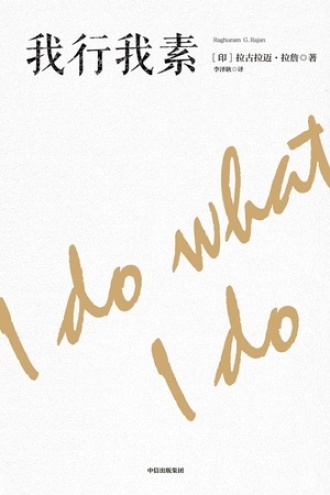 我行我素
Raghuram G. Rajan
[印] 拉古拉迈·拉詹◎著
李泽轶◎译
I do what
I do
中信出版集团